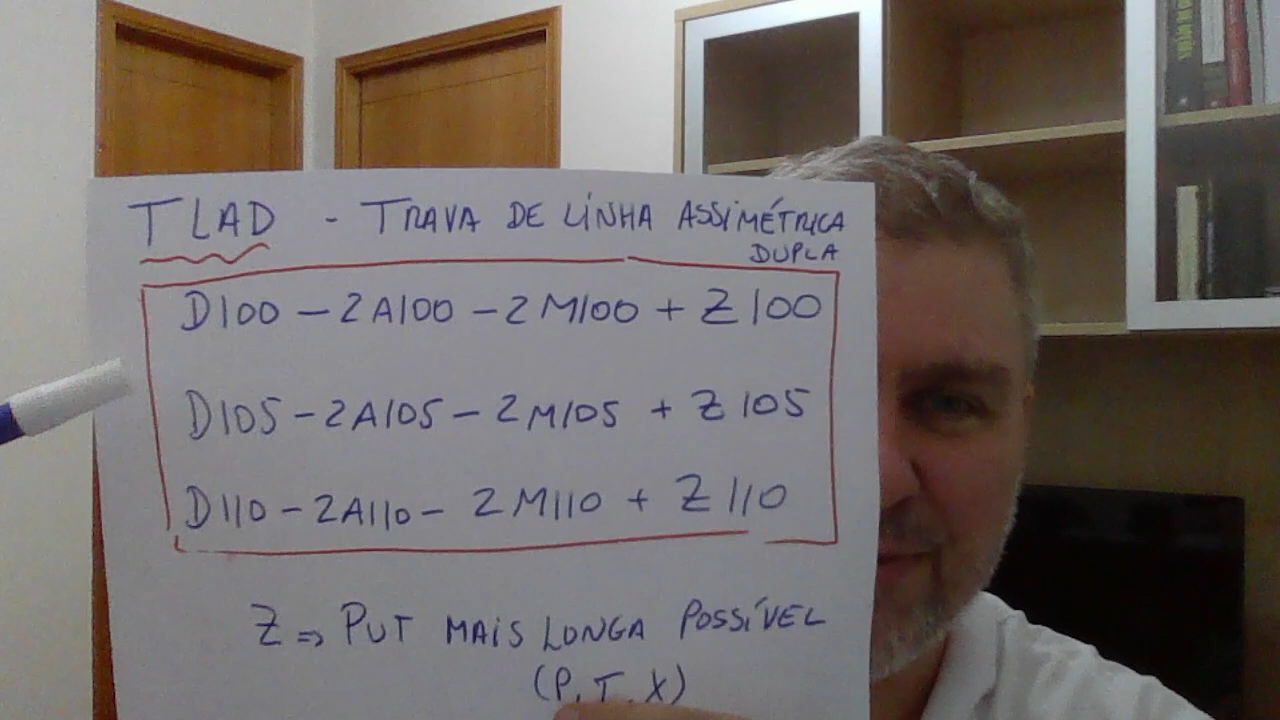 TLAD - TRAVA DE LINHA ASSIMÉTRICA
DUPLA
D100 - 2A100 - 2M100 + Z100
D105 - 2A105 - 2M105 + Z105
D110 - 2A110 - 2M110 + Z110
Z => PUT MAIS LONGA POSSÍVEL
(P, T, X)